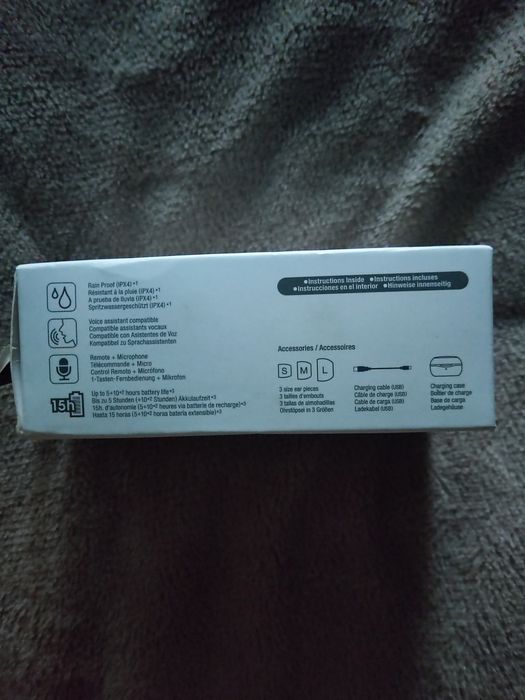 Rain Proof (IPX4) *1
Résistant à la pluie (IPX4) *1
A prueba de lluvia (IPX4) *1
Spritzwassergeschützt (IPX4) *1
Voice assistant compatible
Compatible assistants vocaux
Compatible con Asistentes de Voz
Kompatibel zu Sprachassistenten
Remote + Microphone
Télécommande + Micro
Control Remoto + Micrófono
1-Tasten-Fernbedienung + Mikrofon
15h
Up to 5+10*2 hours battery life*3
Bis zu 5 Stunden (+10*2 Stunden) Akkulaufzeit*3
15h. d'autonomie (5+10*2 heures via batterie de recharge)*3
Hasta 15 horas (5+10*2 horas batería extensible)*3
•Instructions Inside •Instructions incluses
•Instrucciones en el interior •Hinweise innenseitig
Accessories / Accessoires
S M L
3 size ear pieces
3 tailles d'embouts
3 tallas de almohadillas
Ohrstöpsel in 3 Größen
Charging cable (USB)
Câble de charge (USB)
Cable de carga (USB)
Ladekabel (USB)
Charging case
Boîtier de charge
Base de carga
Ladegehäuse